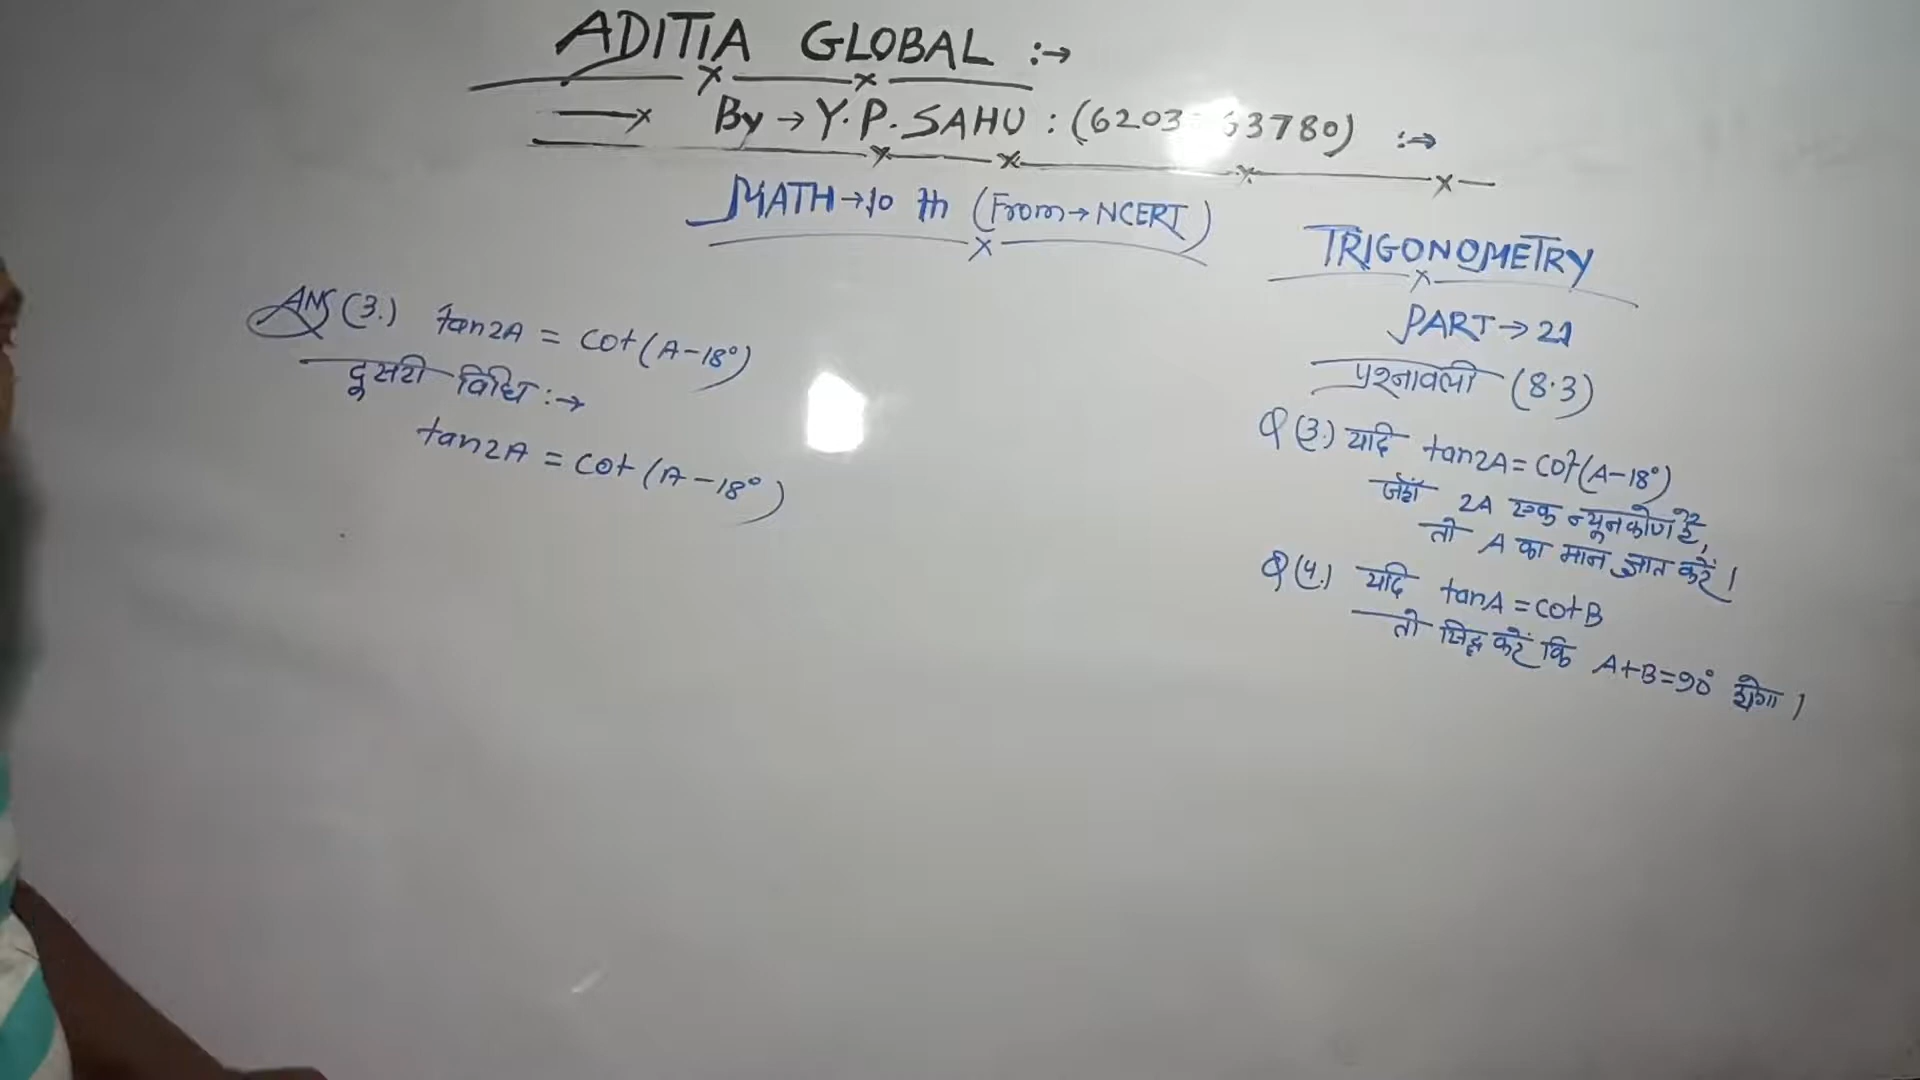 ADITIA GLOBAL :→
By → Y.P. SAHU : (6203 63780) :→
MATH → 10 th (From → NCERT)
TRIGONOMETRY
PART → 21
प्रश्नावली (8.3)
Q (3.) यदि tan2A = cot(A-18°)
जहाँ 2A एक न्यूनकोण है,
तो A का मान ज्ञात करें।
Q (4.) यदि tanA = cotB
तो सिद्ध करें कि A+B=90° होगा।
ANS (3.) tan2A = cot(A-18°)
दूसरी विधि :→
tan2A = cot(A-18°)